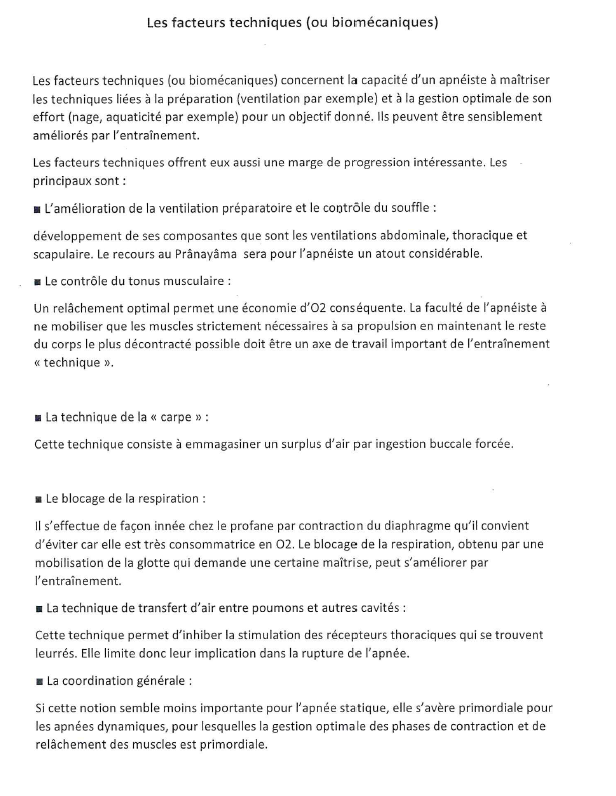 Les facteurs techniques (ou biomécaniques)
Les facteurs techniques (ou biomécaniques) concernent la capacité d'un apnéiste à maîtriser
les techniques liées à la préparation (ventilation par exemple) et à la gestion optimale de son
effort (nage, aquaticité par exemple) pour un objectif donné. Ils peuvent être sensiblement
améliorés par l'entraînement.
Les facteurs techniques offrent eux aussi une marge de progression intéressante. Les
principaux sont :
■ L'amélioration de la ventilation préparatoire et le contrôle du souffle :
développement de ses composantes que sont les ventilations abdominale, thoracique et
scapulaire. Le recours au Prânayâma sera pour l'apnéiste un atout considérable.
■ Le contrôle du tonus musculaire :
Un relâchement optimal permet une économie d'O2 conséquente. La faculté de l'apnéiste à
ne mobiliser que les muscles strictement nécessaires à sa propulsion en maintenant le reste
du corps le plus décontracté possible doit être un axe de travail important de l'entraînement
« technique ».
■ La technique de la « carpe » :
Cette technique consiste à emmagasiner un surplus d'air par ingestion buccale forcée.
■ Le blocage de la respiration :
Il s'effectue de façon innée chez le profane par contraction du diaphragme qu'il convient
d'éviter car elle est très consommatrice en O2. Le blocage de la respiration, obtenu par une
mobilisation de la glotte qui demande une certaine maîtrise, peut s'améliorer par
l'entraînement.
■ La technique de transfert d'air entre poumons et autres cavités :
Cette technique permet d'inhiber la stimulation des récepteurs thoraciques qui se trouvent
leurrés. Elle limite donc leur implication dans la rupture de l'apnée.
■ La coordination générale :
Si cette notion semble moins importante pour l'apnée statique, elle s'avère primordiale pour
les apnées dynamiques, pour lesquelles la gestion optimale des phases de contraction et de
relâchement des muscles est primordiale.